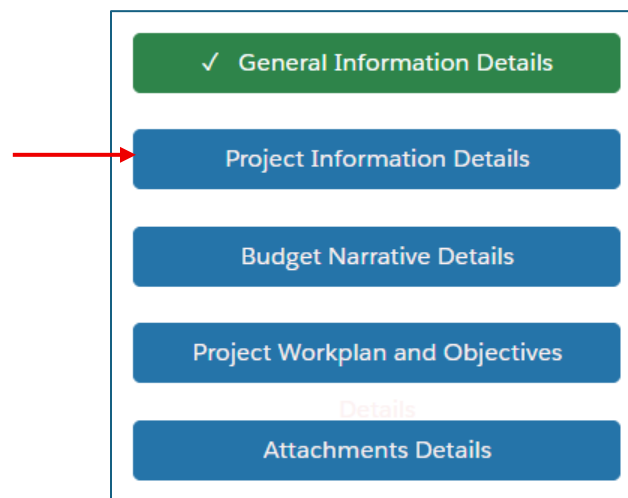 ✓ General Information Details
Project Information Details
Budget Narrative Details
Project Workplan and Objectives
Details
Attachments Details